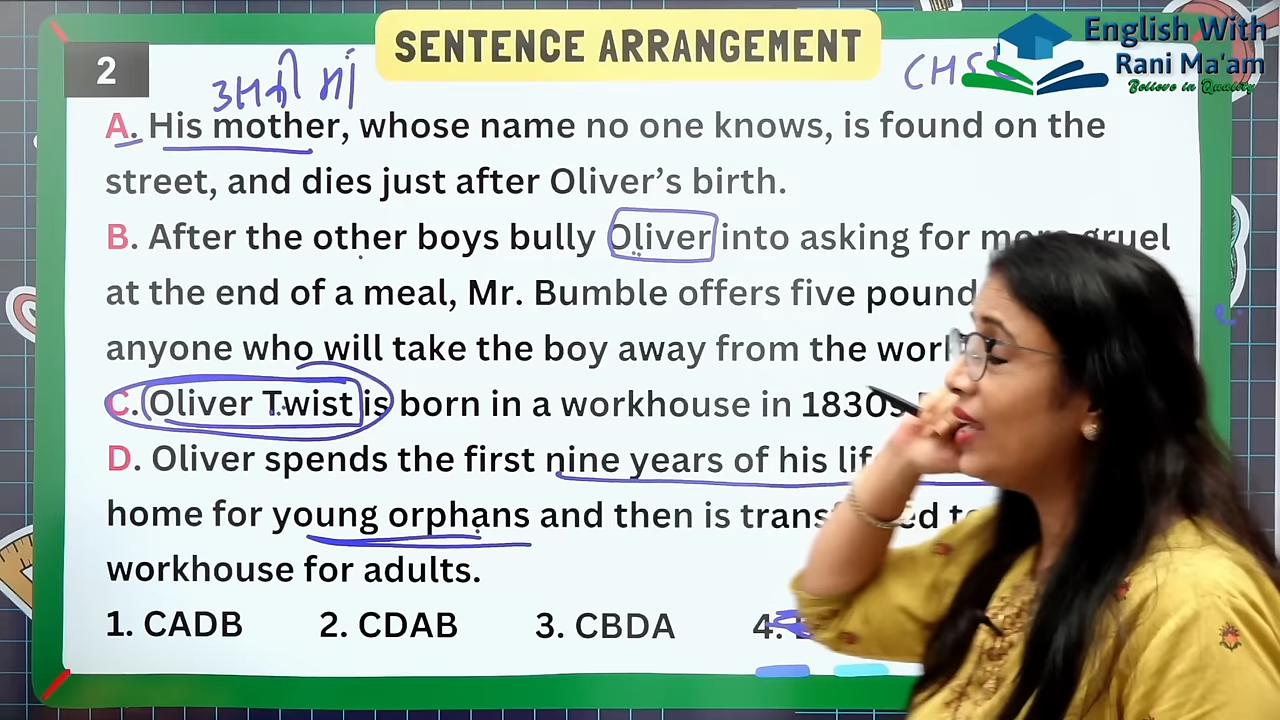 SENTENCE ARRANGEMENT
English With
Rani Ma'am
Believe in Quality
2
CHSL
A. His mother, whose name no one knows, is found on the
street, and dies just after Oliver's birth.
B. After the other boys bully Oliver into asking for more gruel
at the end of a meal, Mr. Bumble offers five
anyone who will take the boy away from the
C. Oliver Twist is born in a workhouse in 1830s
D. Oliver spends the first nine years of his
home for young orphans and then is
workhouse for adults.
1. CADB 2. CDAB 3. CBDA 4.